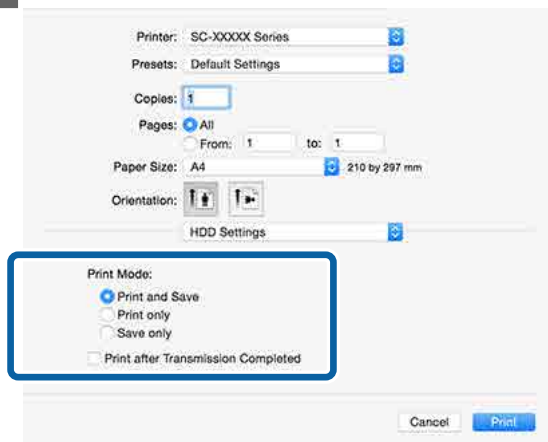 Printer: SC-XXXXX Series
Presets: Default Settings
Copies: 1
Pages: All
From: 1 to: 1
Paper Size: A4 210 by 297 mm
Orientation:
HDD Settings
Print Mode:
Print and Save
Print only
Save only
Print after Transmission Completed
Cancel Print